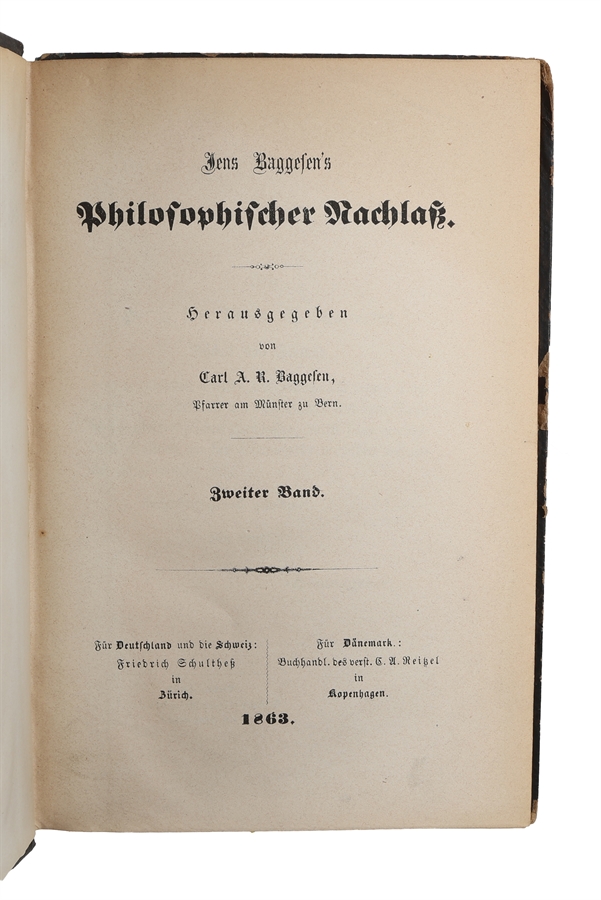 Jens Baggesen's
Philosophischer Nachlaß.
Herausgegeben
von
Carl A. R. Baggesen,
Pfarrer am Münster zu Bern.
Zweiter Band.
Für Deutschland und die Schweiz:
Friedrich Schultheß
in
Zürich.
Für Dänemark.:
Buchhandl. des verst. C. A. Reitzel
in
Kopenhagen.
1863.